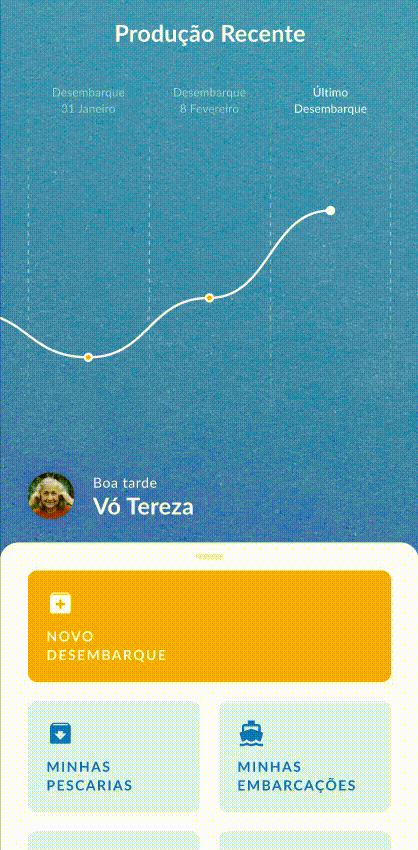 Produção Recente
Desembarque
31 Janeiro
Desembarque
8 Fevereiro
Último
Desembarque
Boa tarde
Vó Tereza
NOVO
DESEMBARQUE
MINHAS
PESCARIAS
MINHAS
EMBARCAÇÕES